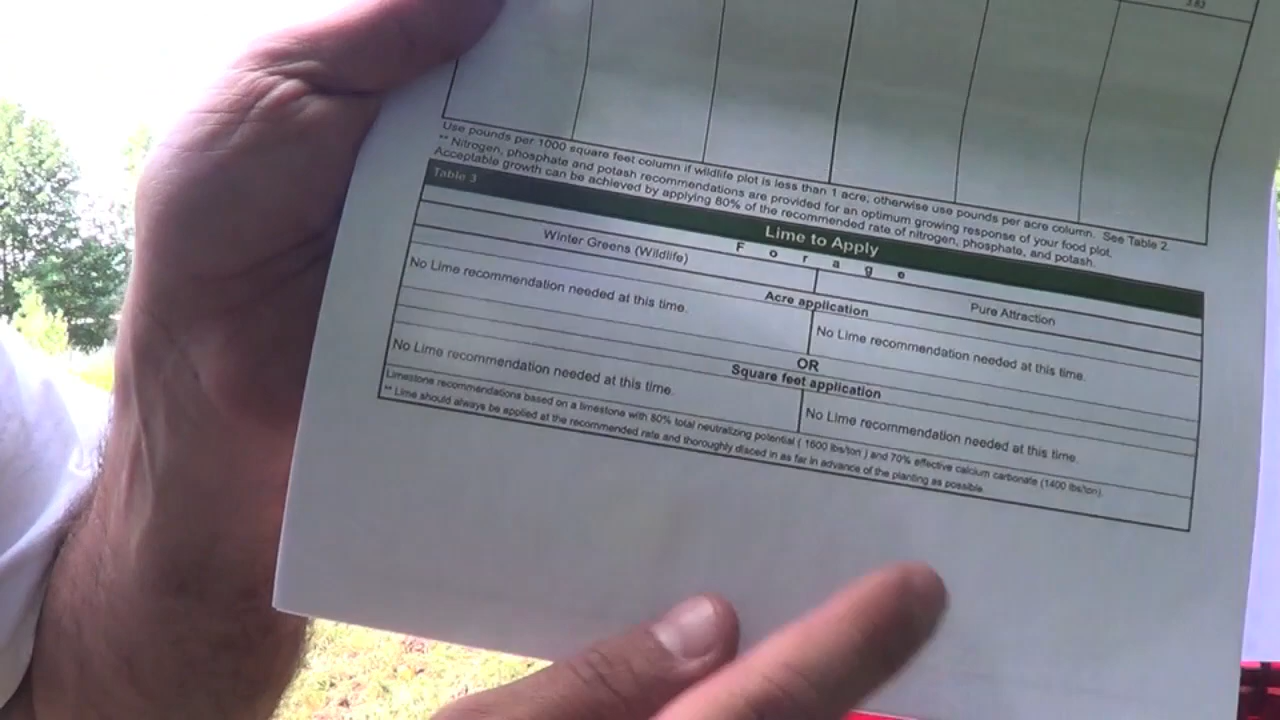 3.83
Use pounds per 1000 square feet column if wildlife plot is less than 1 acre; otherwise use pounds per acre column. See Table 2.
** Nitrogen, phosphate and potash recommendations are provided for an optimum growing response of your food plot.
Acceptable growth can be achieved by applying 80% of the recommended rate of nitrogen, phosphate, and potash.
Table 3
Lime to Apply
F o r a g e
Winter Greens (Wildlife) Pure Attraction
Acre application
No Lime recommendation needed at this time. No Lime recommendation needed at this time.
OR
Square feet application
No Lime recommendation needed at this time. No Lime recommendation needed at this time.
Limestone recommendations based on a limestone with 80% total neutralizing potential ( 1600 lbs/ton ) and 70% effective calcium carbonate (1400 lbs/ton).
** Lime should always be applied at the recommended rate and thoroughly disced in as far in advance of the planting as possible.